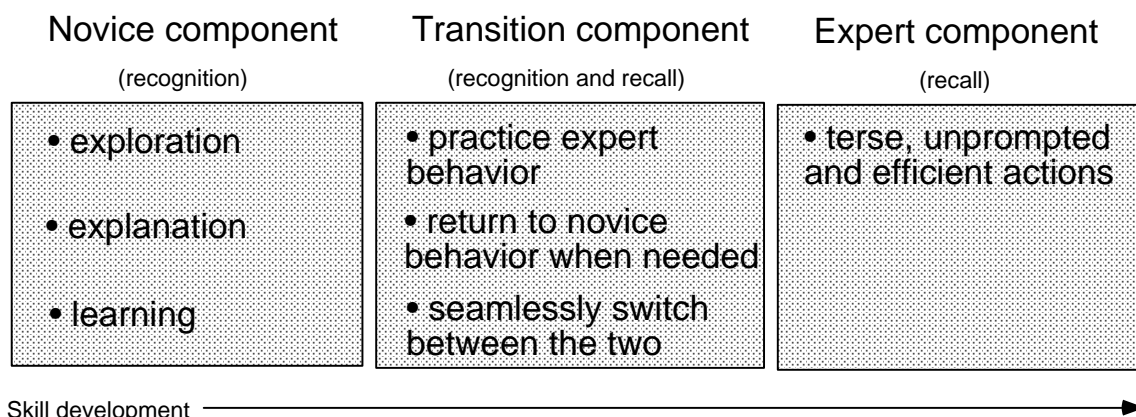 Novice component
(recognition)
• exploration
• explanation
• learning
Transition component
(recognition and recall)
• practice expert
behavior
• return to novice
behavior when needed
• seamlessly switch
between the two
Expert component
(recall)
• terse, unprompted
and efficient actions
Skill development